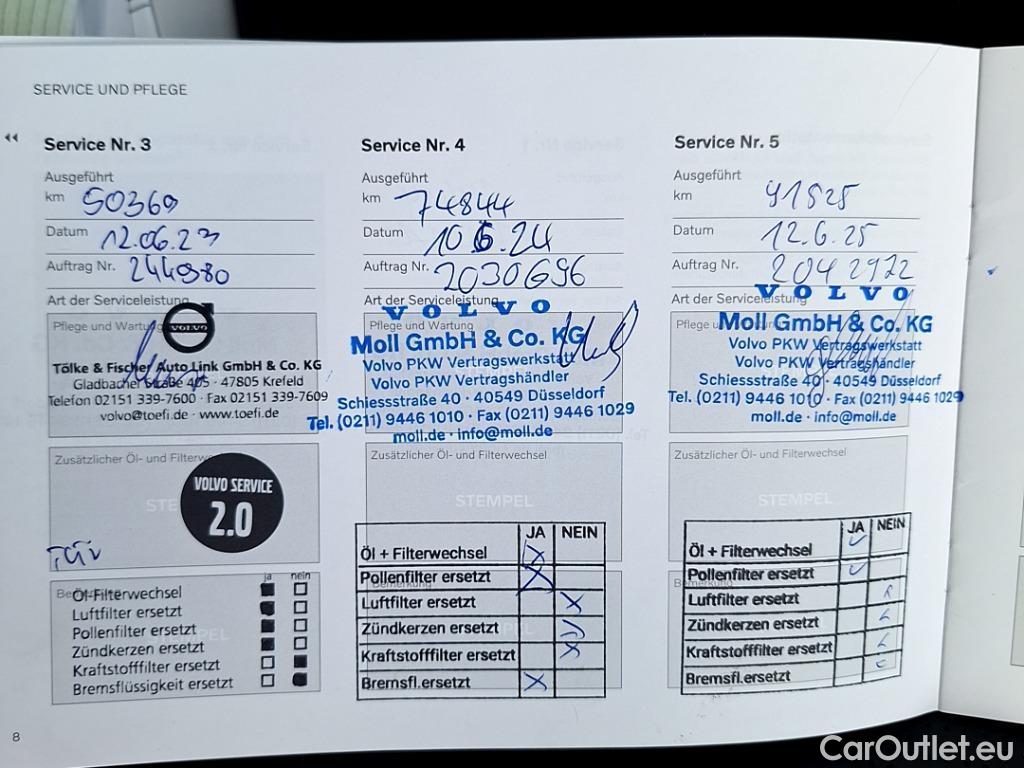 SERVICE UND PFLEGE
Service Nr. 3
Ausgeführt
km 50369
Datum 12.06.23
Auftrag Nr. 244980
Art der Serviceleistung
Pflege und Wartung
VOLVO
Tölke & Fischer Auto Link GmbH & Co. KG
Gladbacher Straße 405 · 47805 Krefeld
Telefon 02151 339-7600 · Fax 02151 339-7609
volvo@toefi.de · www.toefi.de
Zusätzlicher Öl- und Filterw
VOLVO SERVICE
2.0
STEMPEL
ja nein
Öl-Filterwechsel
Luftfilter ersetzt
Pollenfilter ersetzt
Zündkerzen ersetzt
Kraftstofffilter ersetzt
Bremsflüssigkeit ersetzt
Service Nr. 4
Ausgeführt
km 74844
Datum 10.6.24
Auftrag Nr. 2030696
Art der Serviceleistung
VOLVO
Pflege und Wartung
Moll GmbH & Co. KG
Volvo PKW Vertragswerkstatt
Volvo PKW Vertragshändler
Schiessstraße 40 · 40549 Düsseldorf
Tel. (0211) 9446 1010 · Fax (0211) 9446 1029
moll.de · info@moll.de
Zusätzlicher Öl- und Filterwechsel
STEMPEL
JA NEIN
Öl + Filterwechsel X
Pollenfilter ersetzt X
Luftfilter ersetzt X
Zündkerzen ersetzt
Kraftstofffilter ersetzt X
Bremsfl.ersetzt X
Service Nr. 5
Ausgeführt
km 91525
Datum 12.6.25
Auftrag Nr. 2042922
Art der Serviceleistung
VOLVO
Pflege und
Moll GmbH & Co. KG
Volvo PKW Vertragswerkstatt
Volvo PKW Vertragshändler
Schiessstraße 40 · 40549 Düsseldorf
Tel. (0211) 9446 1010 · Fax (0211) 9446 1029
moll.de · info@moll.de
Zusätzlicher Öl- und Filterwechsel
STEMPEL
JA NEIN
Öl + Filterwechsel
Pollenfilter ersetzt
Luftfilter ersetzt
Zündkerzen ersetzt
Kraftstofffilter ersetzt
Bremsfl.ersetzt
8
CarOutlet.eu